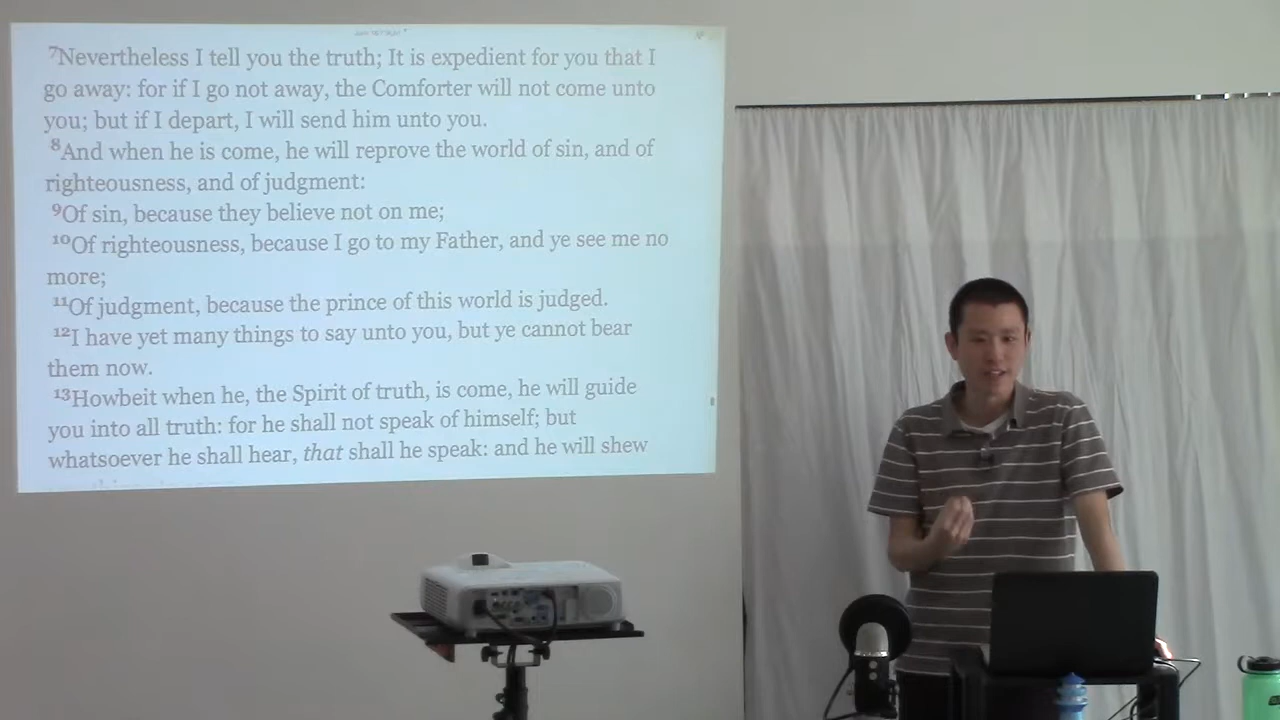 ⁷Nevertheless I tell you the truth; It is expedient for you that I
go away: for if I go not away, the Comforter will not come unto
you; but if I depart, I will send him unto you.
⁸And when he is come, he will reprove the world of sin, and of
righteousness, and of judgment:
⁹Of sin, because they believe not on me;
¹⁰Of righteousness, because I go to my Father, and ye see me no
more;
¹¹Of judgment, because the prince of this world is judged.
¹²I have yet many things to say unto you, but ye cannot bear
them now.
¹³Howbeit when he, the Spirit of truth, is come, he will guide
you into all truth: for he shall not speak of himself; but
whatsoever he shall hear, that shall he speak: and he will shew